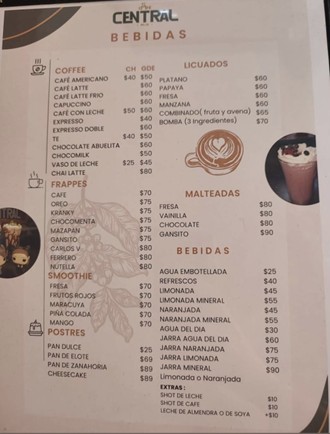 CENTRAL
BEBIDAS
COFFEE CH GDE
CAFÉ AMERICANO $40 $50
CAFÉ LATTE $60
CAFÉ LATTE FRIO $60
CAPUCCINO $60
CAFÉ CON LECHE $50 $60
EXPRESSO $40
EXPRESSO DOBLE $60
TE $40 $50
CHOCOLATE ABUELITA $60
CHOCOMILK $50
VASO DE LECHE $25 $45
CHAI LATTE $80
FRAPPES
CAFE $70
OREO $75
KRANKY $75
CHOCOMENTA $75
MAZAPAN $75
GANSITO $75
CARLOS V $80
FERRERO $80
NUTELLA $80
SMOOTHIE
FRESA $70
FRUTOS ROJOS $70
MARACUYA $70
PIÑA COLADA $70
MANGO $70
POSTRES
PAN DULCE $25
PAN DE ELOTE $69
PAN DE ZANAHORIA $89
CHEESECAKE $89
LICUADOS
PLATANO $60
PAPAYA $60
FRESA $60
MANZANA $60
COMBINADO( fruta y avena) $65
BOMBA (3 ingredientes) $70
MALTEADAS
FRESA $80
VAINILLA $80
CHOCOLATE $80
GANSITO $90
BEBIDAS
AGUA EMBOTELLADA $25
REFRESCOS $40
LIMONADA $45
LIMONADA MINERAL $55
NARANJADA $45
NARANJADA MINERAL $55
AGUA DEL DIA $30
JARRA AGUA DEL DIA $60
JARRA NARANJADA $75
JARRA LIMONADA $75
JARRA MINERAL $90
Limonada o Naranjada
EXTRAS :
SHOT DE LECHE $10
SHOT DE CAFE $10
LECHE DE ALMENDRA O DE SOYA +$10